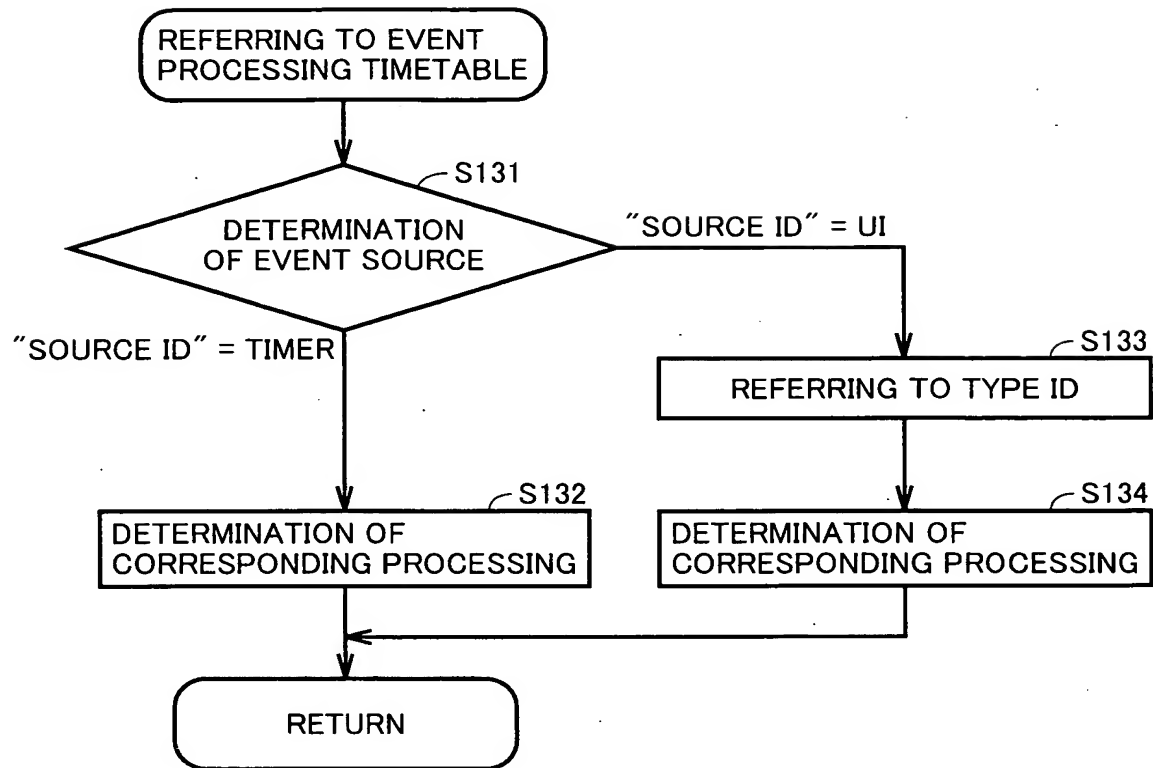 REFERRING TO EVENT
PROCESSING TIMETABLE
S131
DETERMINATION
OF EVENT SOURCE
"SOURCE ID" = UI
"SOURCE ID" = TIMER
S133
REFERRING TO TYPE ID
S132
DETERMINATION OF
CORRESPONDING PROCESSING
S134
DETERMINATION OF
CORRESPONDING PROCESSING
RETURN